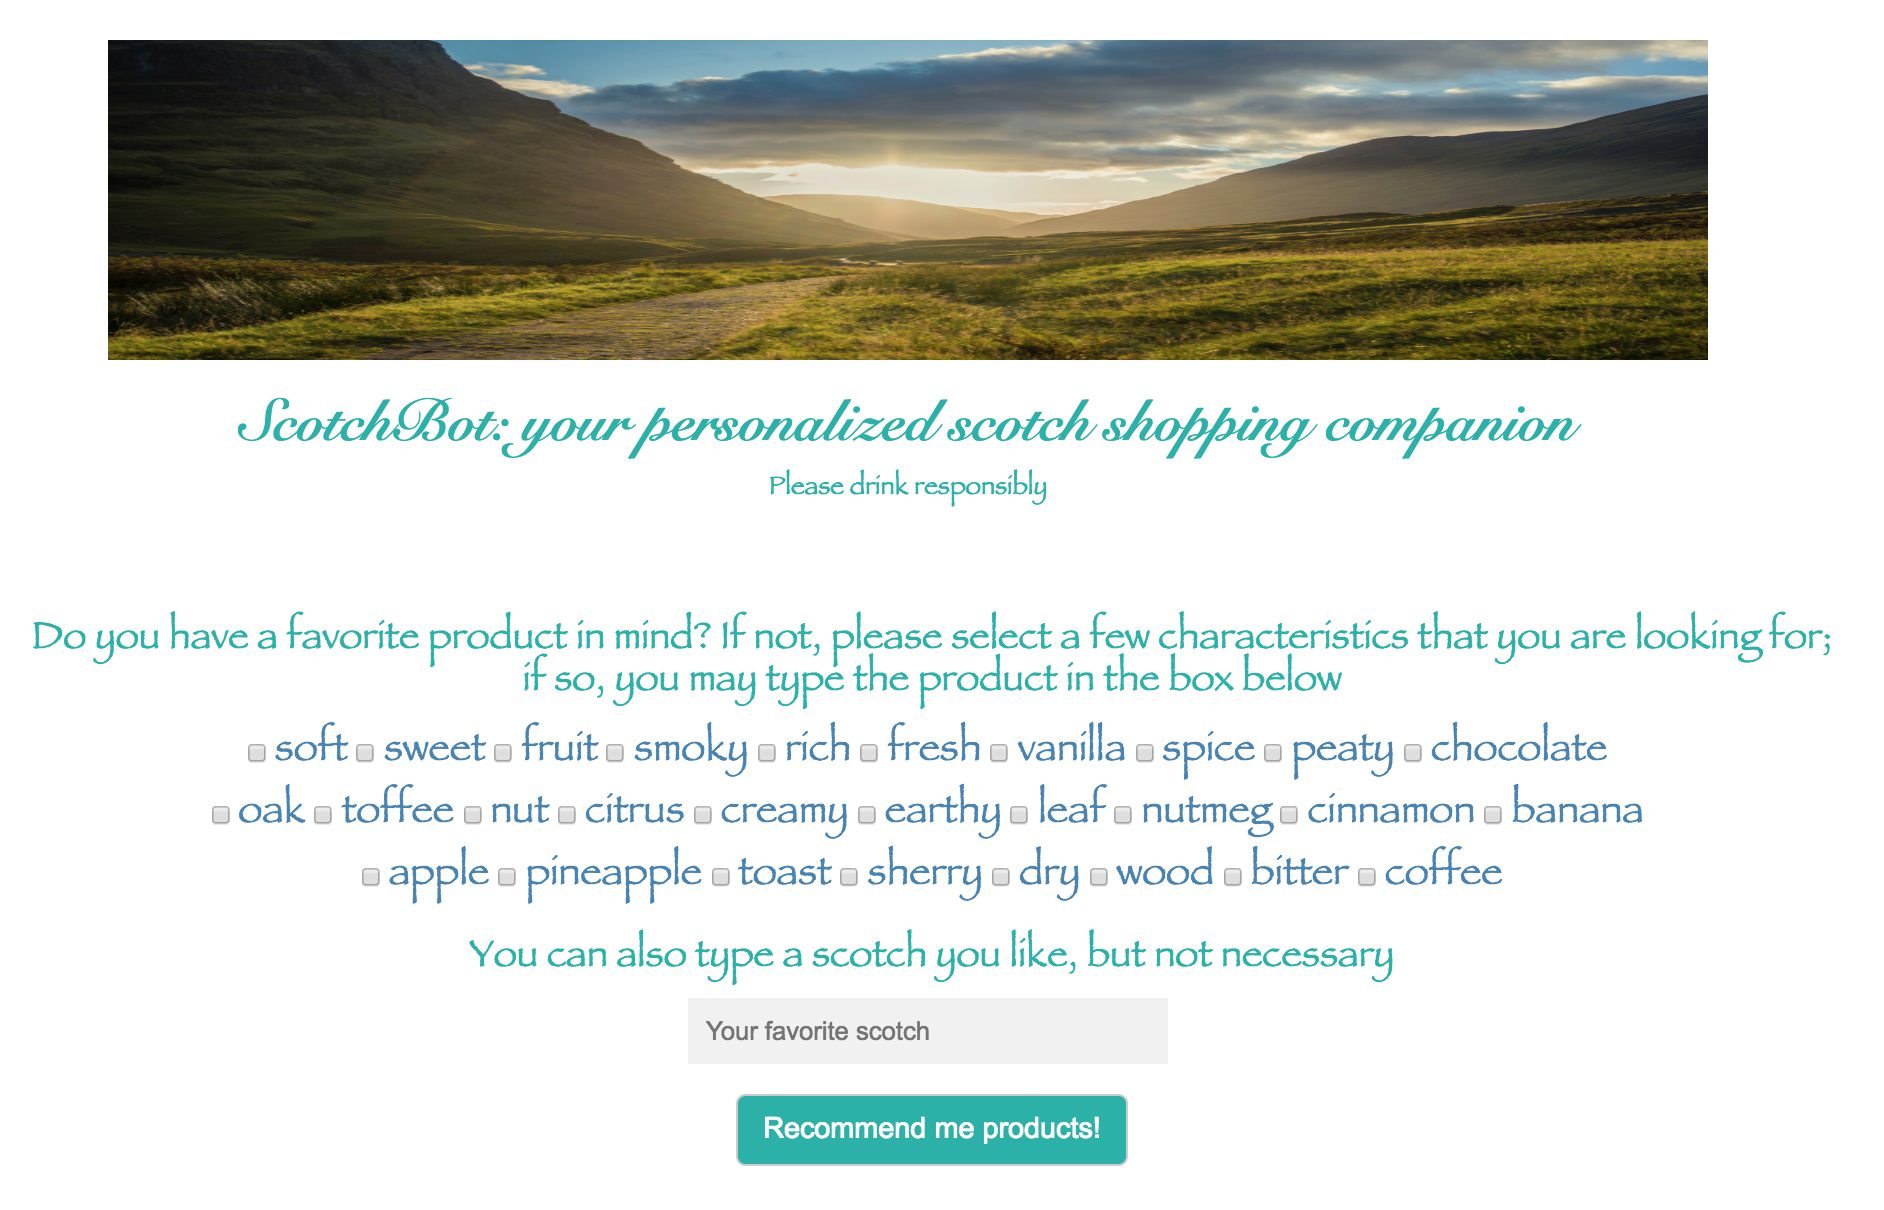 ScotchBot: your personalized scotch shopping companion
Please drink responsibly
Do you have a favorite product in mind? If not, please select a few characteristics that you are looking for;
if so, you may type the product in the box below
soft sweet fruit smoky rich fresh vanilla spice peaty chocolate
oak toffee nut citrus creamy earthy leaf nutmeg cinnamon banana
apple pineapple toast sherry dry wood bitter coffee
You can also type a scotch you like, but not necessary
Your favorite scotch
Recommend me products!